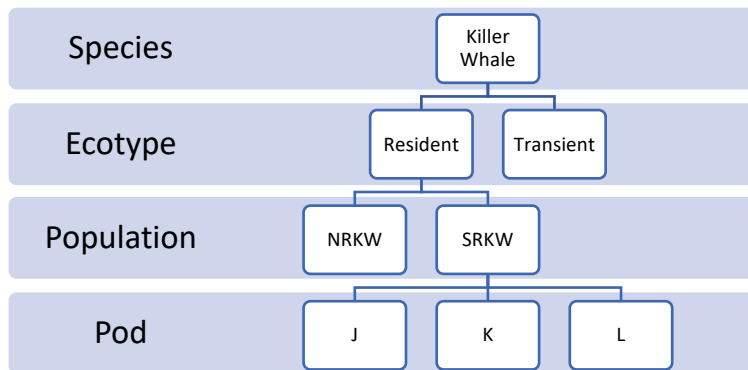 Species
Killer
Whale
Ecotype
Resident
Transient
Population
NRKW
SRKW
Pod
J
K
L